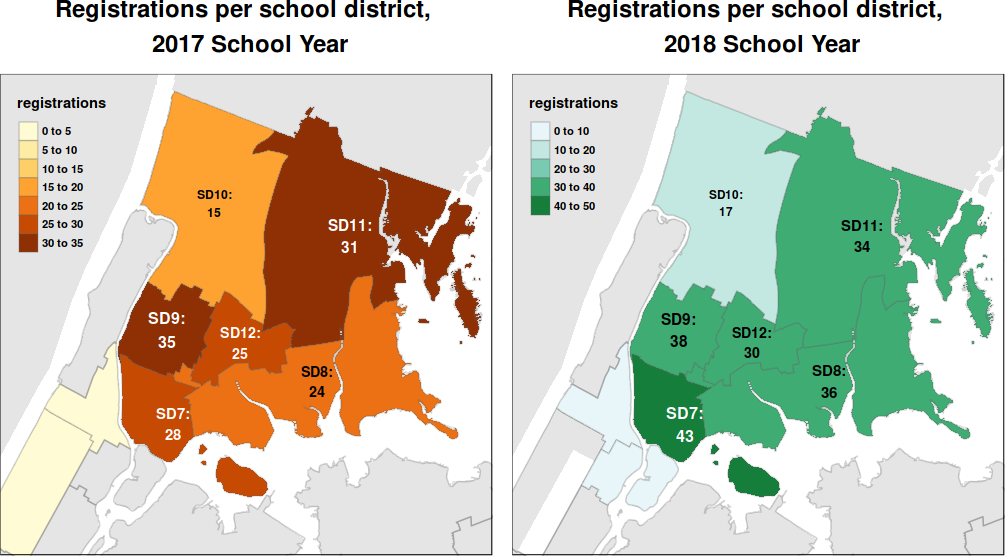 Registrations per school district,
2017 School Year
registrations
0 to 5
5 to 10
10 to 15
15 to 20
20 to 25
25 to 30
30 to 35
SD10:
15
SD11:
31
SD9:
35
SD12:
25
SD8:
24
SD7:
28
Registrations per school district,
2018 School Year
registrations
0 to 10
10 to 20
20 to 30
30 to 40
40 to 50
SD10:
17
SD11:
34
SD9:
38
SD12:
30
SD8:
36
SD7:
43